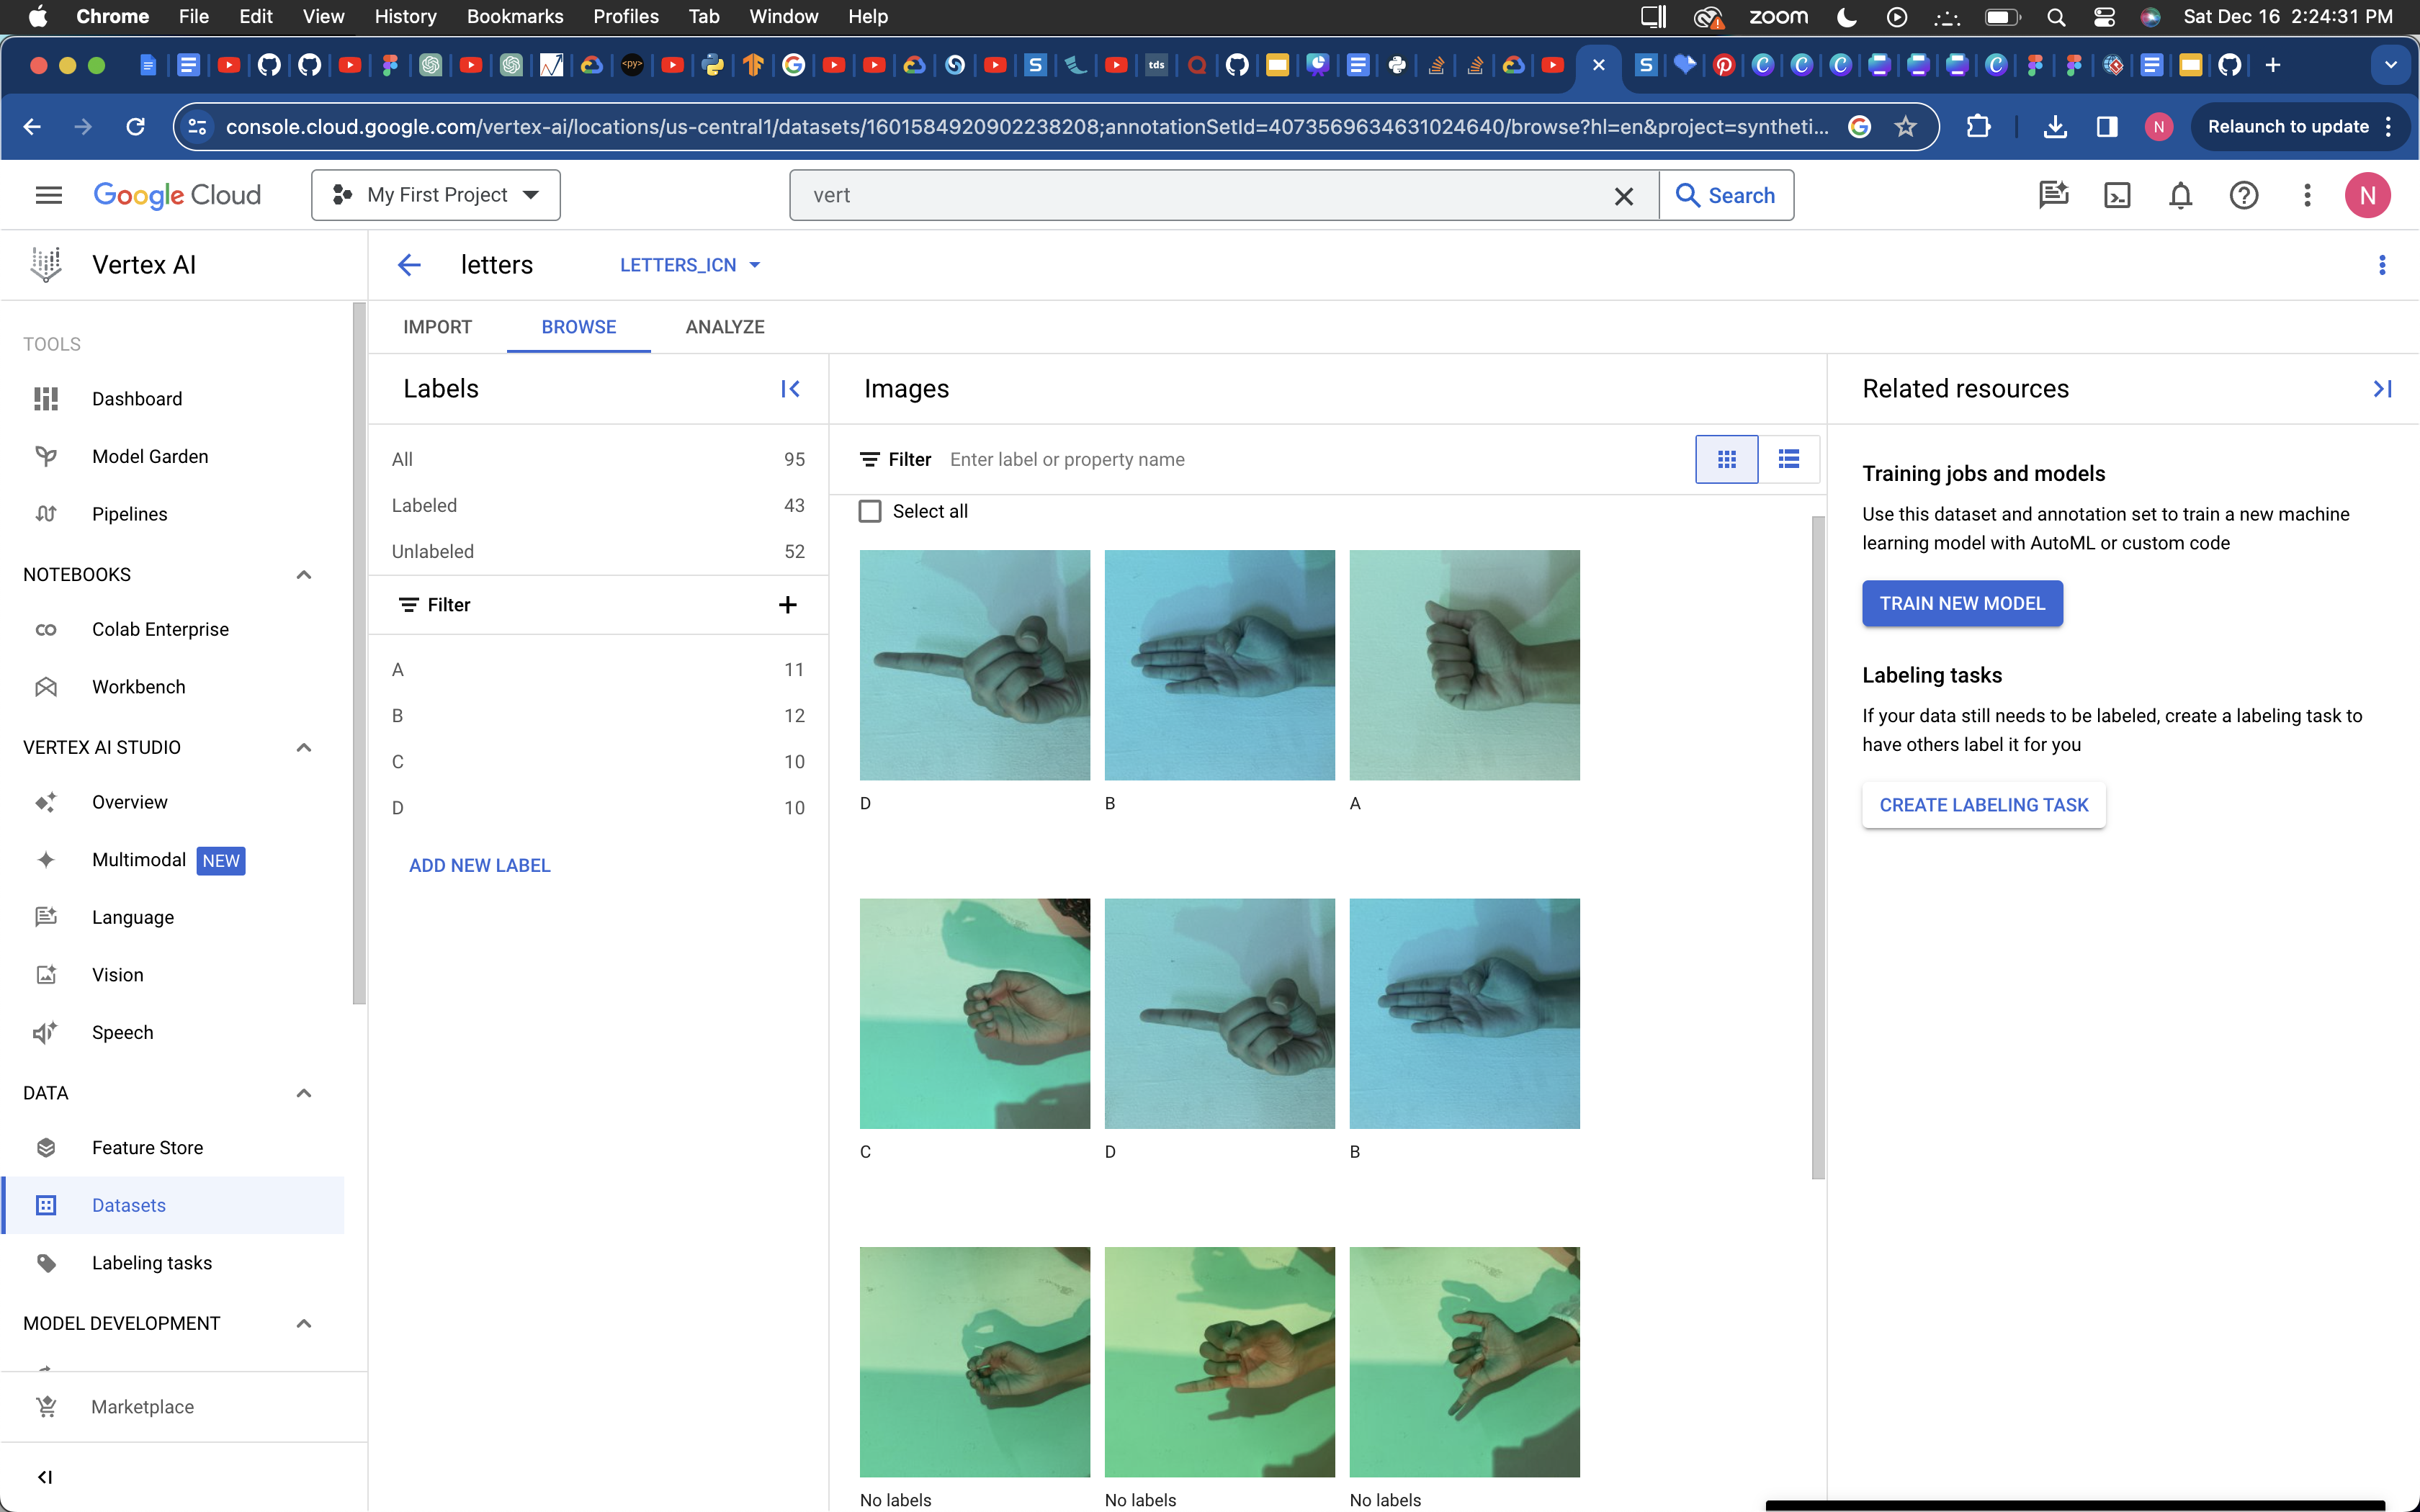 Chrome File Edit View History Bookmarks Profiles Tab Window Help zoom Sat Dec 16 2:24:31 PM
<py> S tds S
console.cloud.google.com/vertex-ai/locations/us-central1/datasets/1601584920902238208;annotationSetId=4073569634631024640/browse?hl=en&project=syntheti... N Relaunch to update
Google Cloud My First Project vert Search N
Vertex AI
letters LETTERS_ICN
IMPORT BROWSE ANALYZE
TOOLS
Dashboard
Model Garden
Pipelines
NOTEBOOKS
Colab Enterprise
Workbench
VERTEX AI STUDIO
Overview
Multimodal NEW
Language
Vision
Speech
DATA
Feature Store
Datasets
Labeling tasks
MODEL DEVELOPMENT
Marketplace
Labels
All 95
Labeled 43
Unlabeled 52
Filter
A 11
B 12
C 10
D 10
ADD NEW LABEL
Images
Filter Enter label or property name
Select all
D B A
C D B
No labels No labels No labels
Related resources
Training jobs and models
Use this dataset and annotation set to train a new machine
learning model with AutoML or custom code
TRAIN NEW MODEL
Labeling tasks
If your data still needs to be labeled, create a labeling task to
have others label it for you
CREATE LABELING TASK